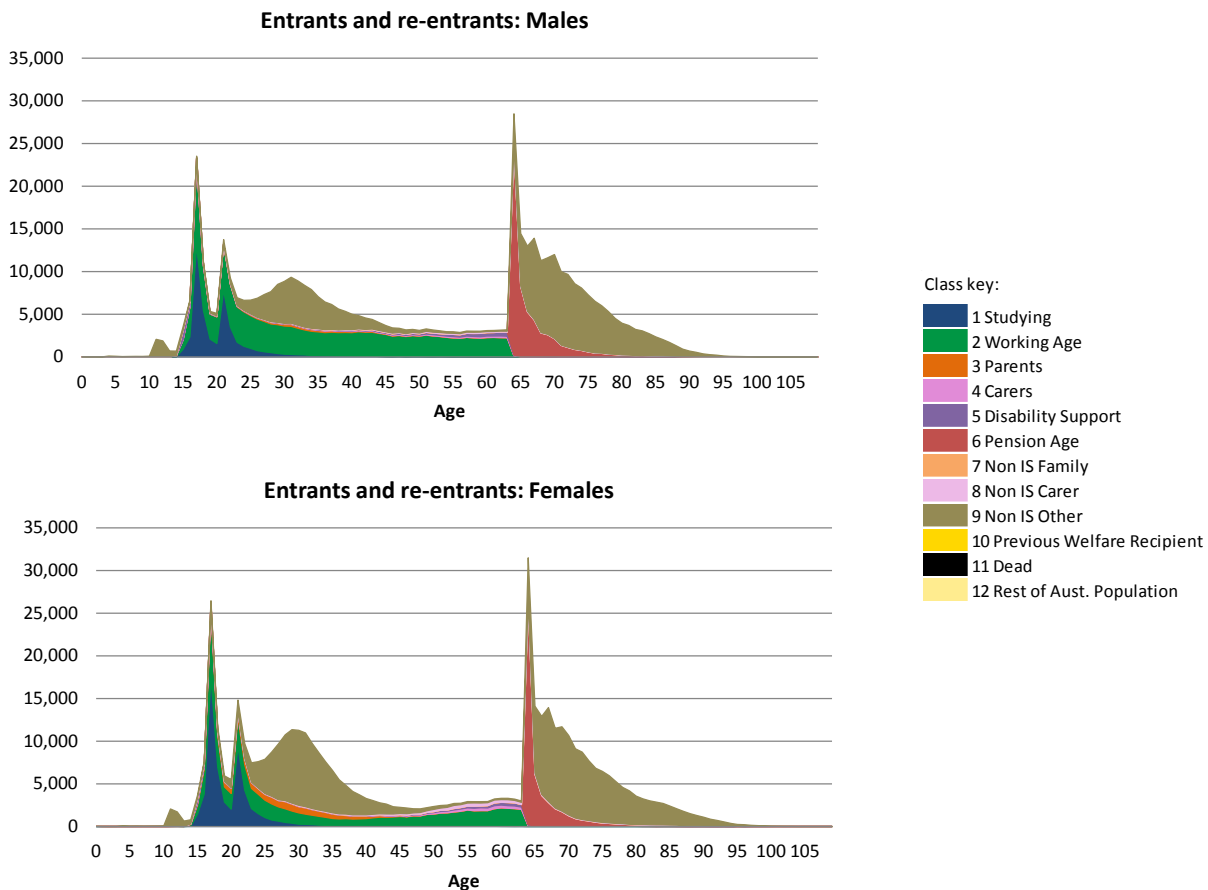 Entrants and re-entrants: Males
35,000
30,000
25,000
20,000
15,000
10,000
5,000
0
0 5 10 15 20 25 30 35 40 45 50 55 60 65 70 75 80 85 90 95 100 105
Age
Entrants and re-entrants: Females
35,000
30,000
25,000
20,000
15,000
10,000
5,000
0
0 5 10 15 20 25 30 35 40 45 50 55 60 65 70 75 80 85 90 95 100 105
Age
Class key:
1 Studying
2 Working Age
3 Parents
4 Carers
5 Disability Support
6 Pension Age
7 Non IS Family
8 Non IS Carer
9 Non IS Other
10 Previous Welfare Recipient
11 Dead
12 Rest of Aust. Population